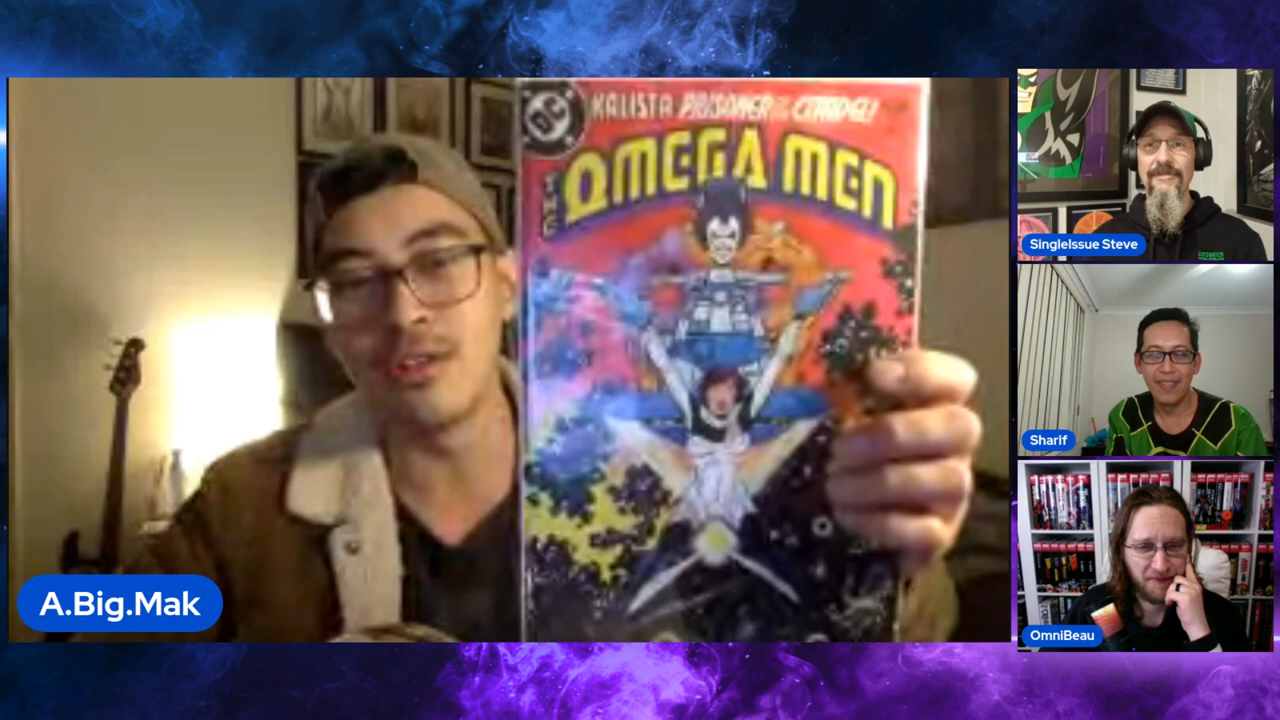 DC
KALISTA PRISONER OF THE CITADEL!
THE
OMEGA MEN
A.Big.Mak
SingleIssue Steve
Sharif
OmniBeau